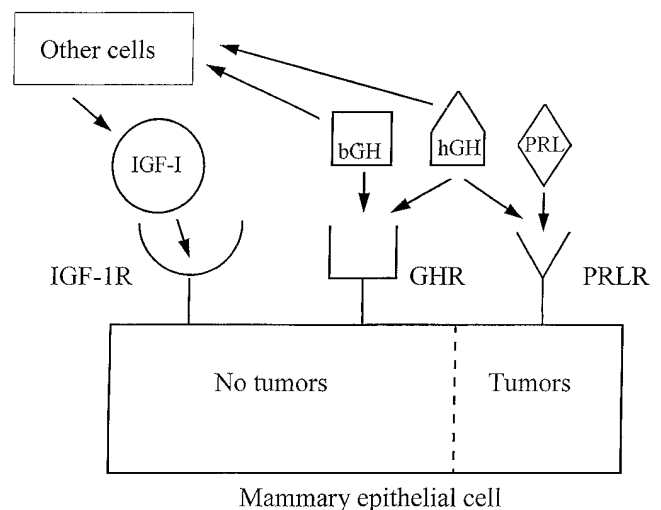 Other cells
bGH
hGH
PRL
IGF-I
IGF-1R
GHR
PRLR
No tumors
Tumors
Mammary epithelial cell